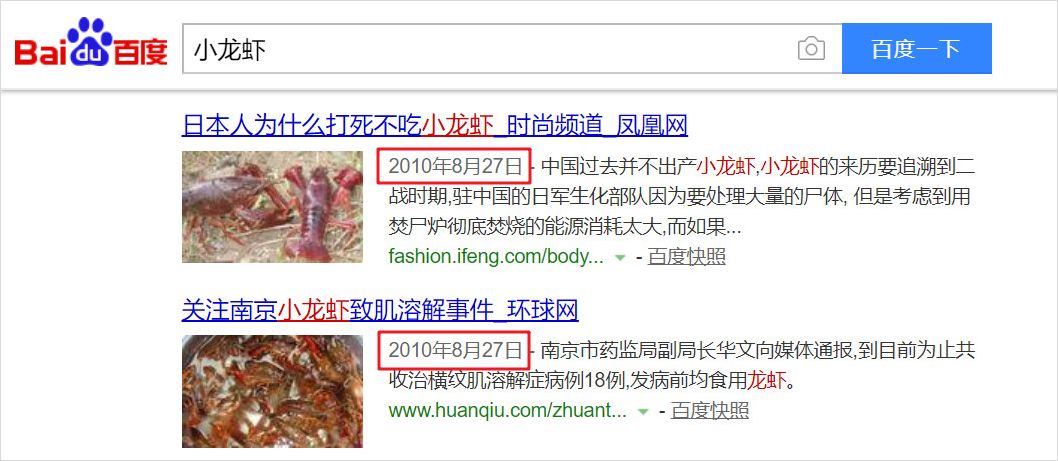 Baidu百度
小龙虾
百度一下
日本人为什么打死不吃小龙虾_时尚频道_凤凰网
2010年8月27日 - 中国过去并不出产小龙虾,小龙虾的来历要追溯到二
战时期,驻中国的日军生化部队因为要处理大量的尸体, 但是考虑到用
焚尸炉彻底焚烧的能源消耗太大,而如果...
fashion.ifeng.com/body... - 百度快照
关注南京小龙虾致肌溶解事件_环球网
2010年8月27日 - 南京市药监局副局长华文向媒体通报,到目前为止共
收治横纹肌溶解症病例18例,发病前均食用龙虾。
www.huanqiu.com/zhuant... - 百度快照